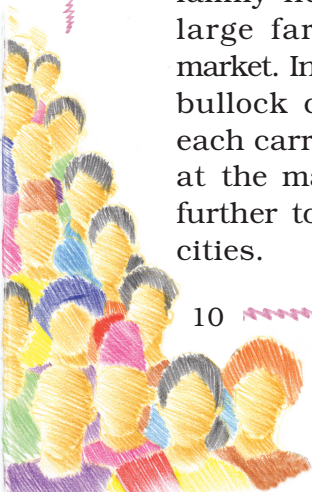 large far
market. In
bullock c
each carr
at the ma
further to
cities.
10